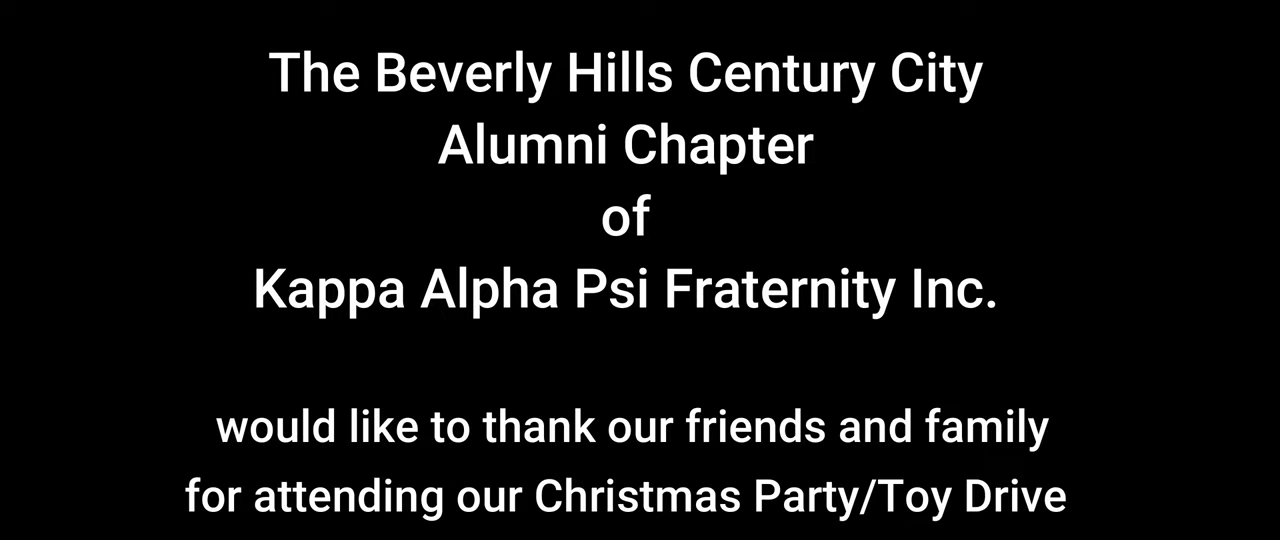 The Beverly Hills Century City
Alumni Chapter
of
Kappa Alpha Psi Fraternity Inc.
would like to thank our friends and family
for attending our Christmas Party/Toy Drive